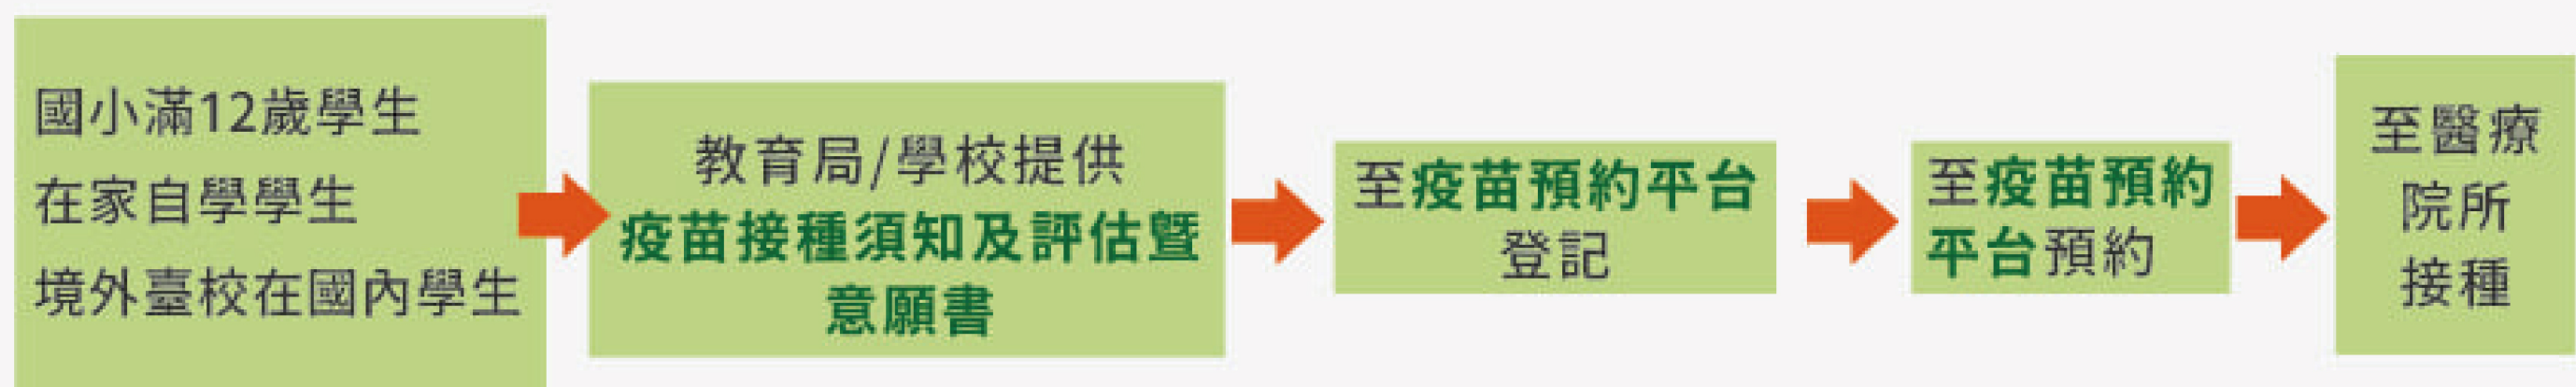 國小滿12歲學生
在家自學學生
境外臺校在國內學生
教育局/學校提供
疫苗接種須知及評估暨
意願書
至疫苗預約平台
登記
至疫苗預約
平台預約
至醫療
院所
接種